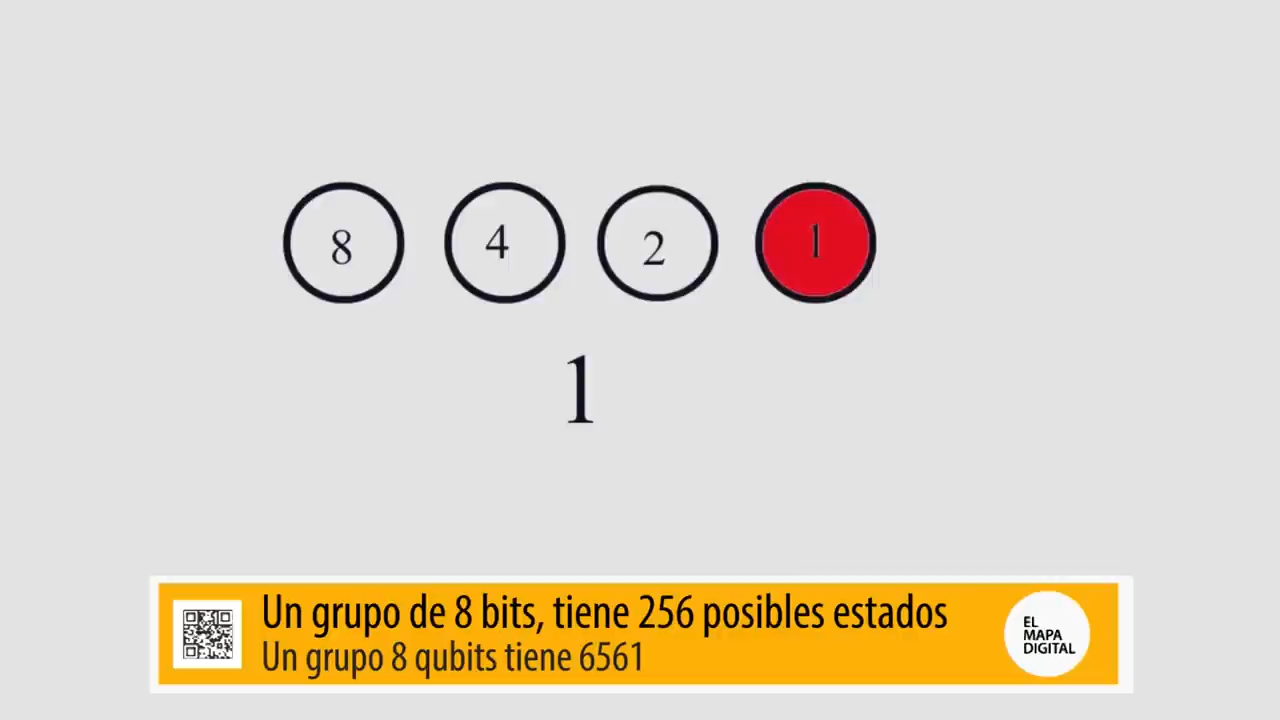 8 4 2 1
1
Un grupo de 8 bits, tiene 256 posibles estados
Un grupo 8 qubits tiene 6561
EL
MAPA
DIGITAL